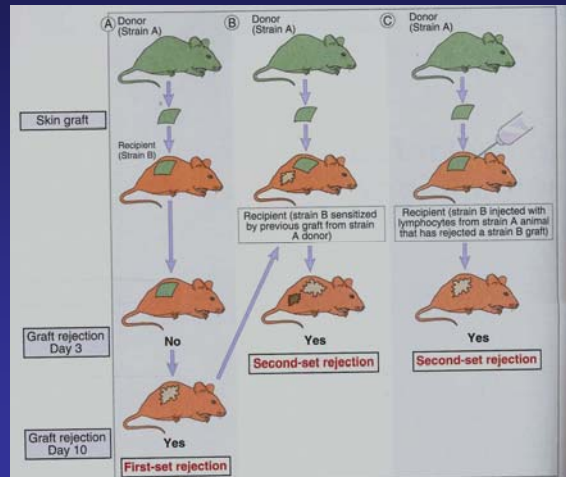 A
Donor
(Strain A)
B
Donor
(Strain A)
C
Donor
(Strain A)
Skin graft
Recipient
(Strain B)
Recipient (strain B sensitized
by previous graft from strain
A donor)
Recipient (strain B injected with
lymphocytes from strain A animal
that has rejected a strain B graft)
Graft rejection
Day 3
No
Yes
Second-set rejection
Yes
Second-set rejection
Graft rejection
Day 10
Yes
First-set rejection